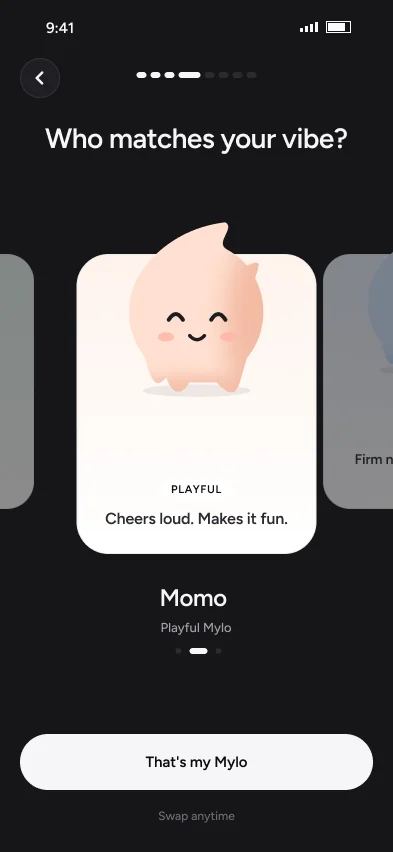 9:41
Who matches your vibe?
PLAYFUL
Cheers loud. Makes it fun.
Firm
Momo
Playful Mylo
That's my Mylo
Swap anytime